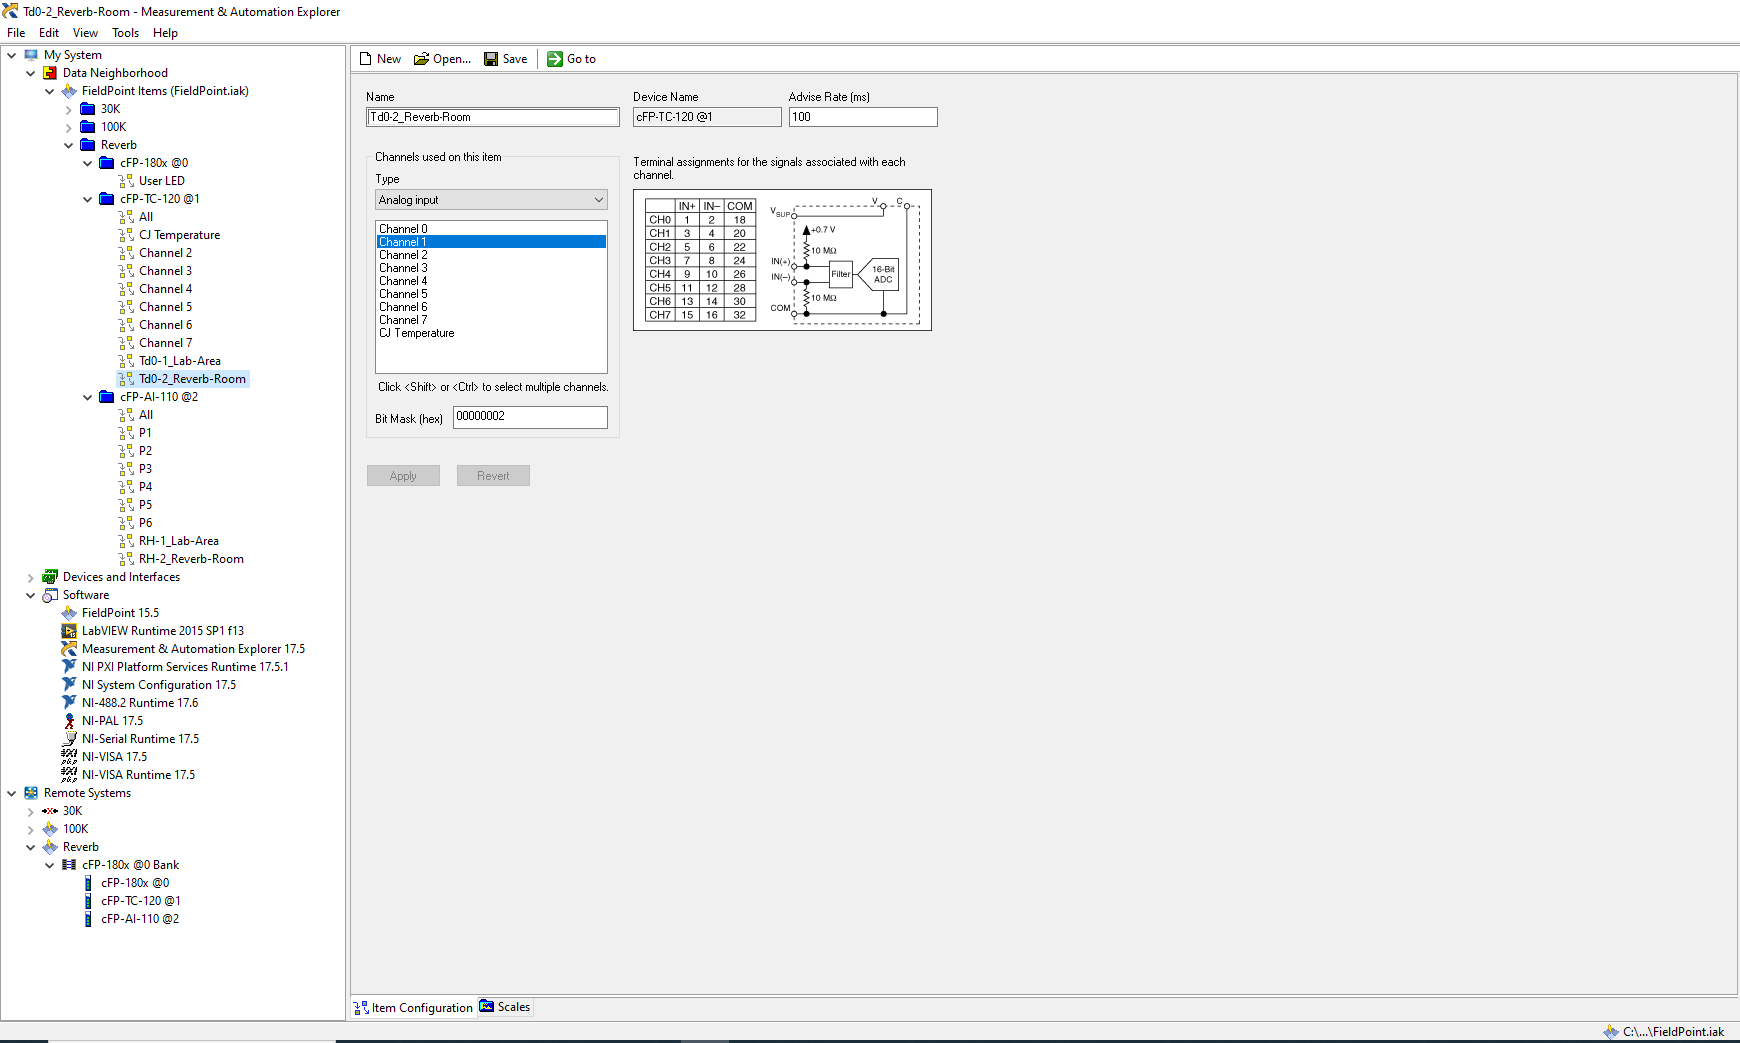 Td0-2_Reverb-Room - Measurement & Automation Explorer
File Edit View Tools Help
My System
Data Neighborhood
FieldPoint Items (FieldPoint.iak)
30K
100K
Reverb
cFP-180x @0
User LED
cFP-TC-120 @1
All
CJ Temperature
Channel 2
Channel 3
Channel 4
Channel 5
Channel 6
Channel 7
Td0-1_Lab-Area
Td0-2_Reverb-Room
cFP-AI-110 @2
All
P1
P2
P3
P4
P5
P6
RH-1_Lab-Area
RH-2_Reverb-Room
Devices and Interfaces
Software
FieldPoint 15.5
LabVIEW Runtime 2015 SP1 f13
Measurement & Automation Explorer 17.5
NI PXI Platform Services Runtime 17.5.1
NI System Configuration 17.5
NI-488.2 Runtime 17.6
NI-PAL 17.5
NI-Serial Runtime 17.5
NI-VISA 17.5
NI-VISA Runtime 17.5
Remote Systems
30K
100K
Reverb
cFP-180x @0 Bank
cFP-180x @0
cFP-TC-120 @1
cFP-AI-110 @2
New Open... Save Go to
Name Device Name Advise Rate (ms)
Td0-2_Reverb-Room cFP-TC-120 @1 100
Channels used on this item
Type
Analog input
Channel 0
Channel 1
Channel 2
Channel 3
Channel 4
Channel 5
Channel 6
Channel 7
CJ Temperature
Click <Shift> or <Ctrl> to select multiple channels.
Bit Mask (hex) 00000002
Apply Revert
Terminal assignments for the signals associated with each
channel.
IN+ IN– COM
CH0 1 2 18
CH1 3 4 20
CH2 5 6 22
CH3 7 8 24
CH4 9 10 26
CH5 11 12 28
CH6 13 14 30
CH7 15 16 32
V C
VSUP
+0.7 V
10 MΩ
IN(+)
IN(–)
Filter
16-Bit
ADC
10 MΩ
COM
Item Configuration Scales
C:\...\FieldPoint.iak